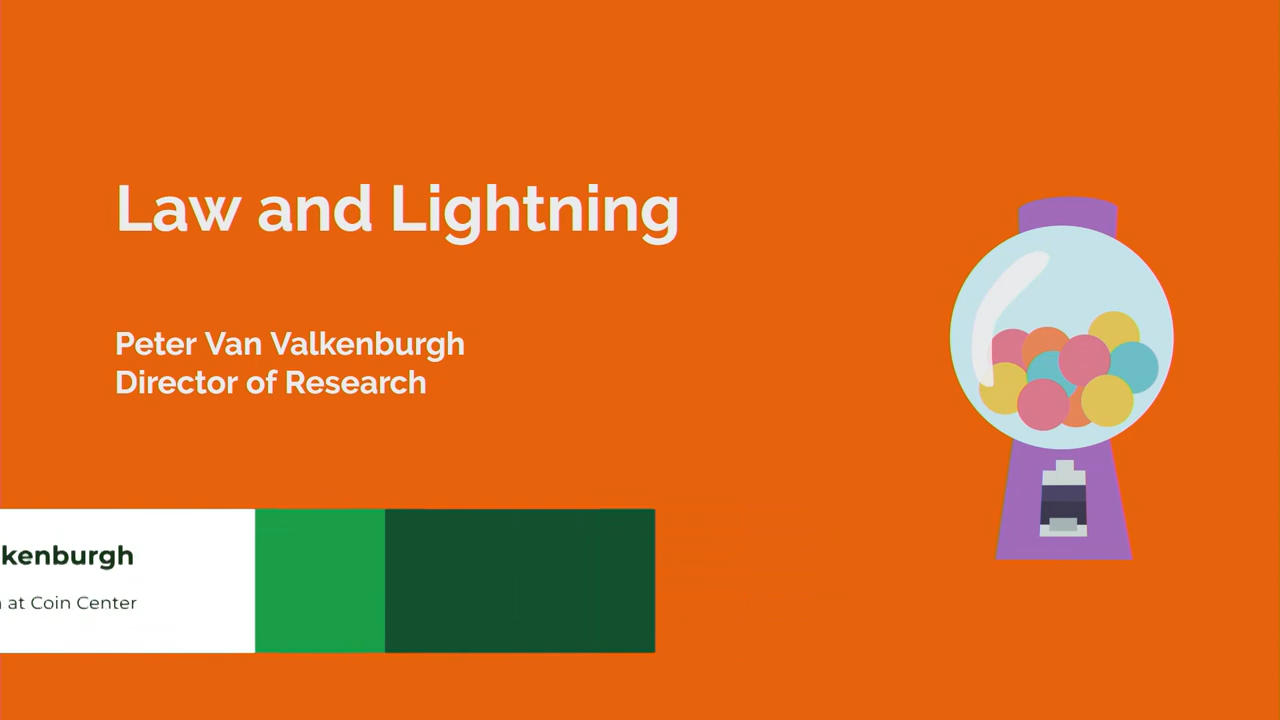 Law and Lightning
Peter Van Valkenburgh
Director of Research
kenburgh
at Coin Center